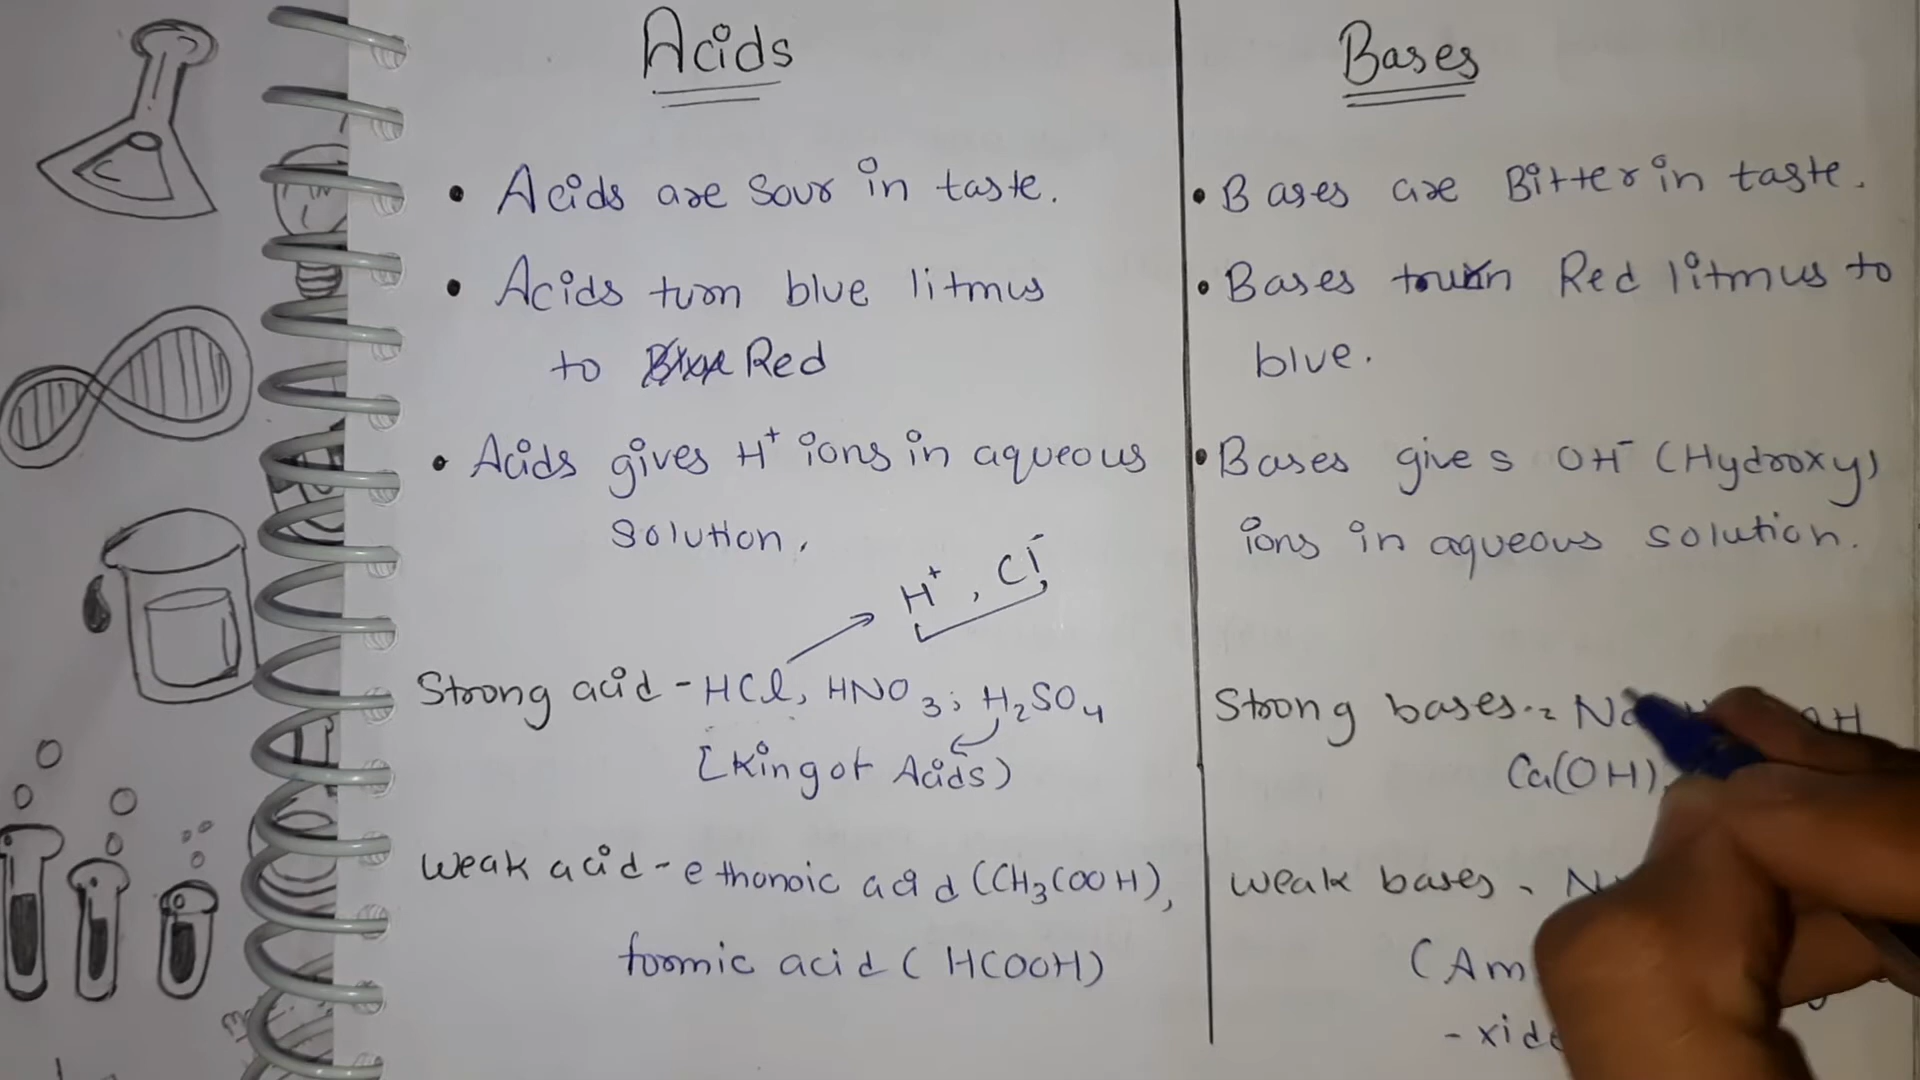 Acids
• Acids are Sour in taste.
• Acids turn blue litmus
to Red
• Acids gives H⁺ ions in aqueous
Solution,
H⁺, Cl⁻
Strong acid - HCl, HNO₃, H₂SO₄
[King of Acids)
Weak acid - ethonoic acid (CH₃COOH),
formic acid (HCOOH)
Bases
• Bases are Bitter in taste.
• Bases turn Red litmus to
blue.
• Bases gives OH⁻ (Hydroxy)
ions in aqueous solution.
Strong bases -
Ca(OH)
Weak bases -